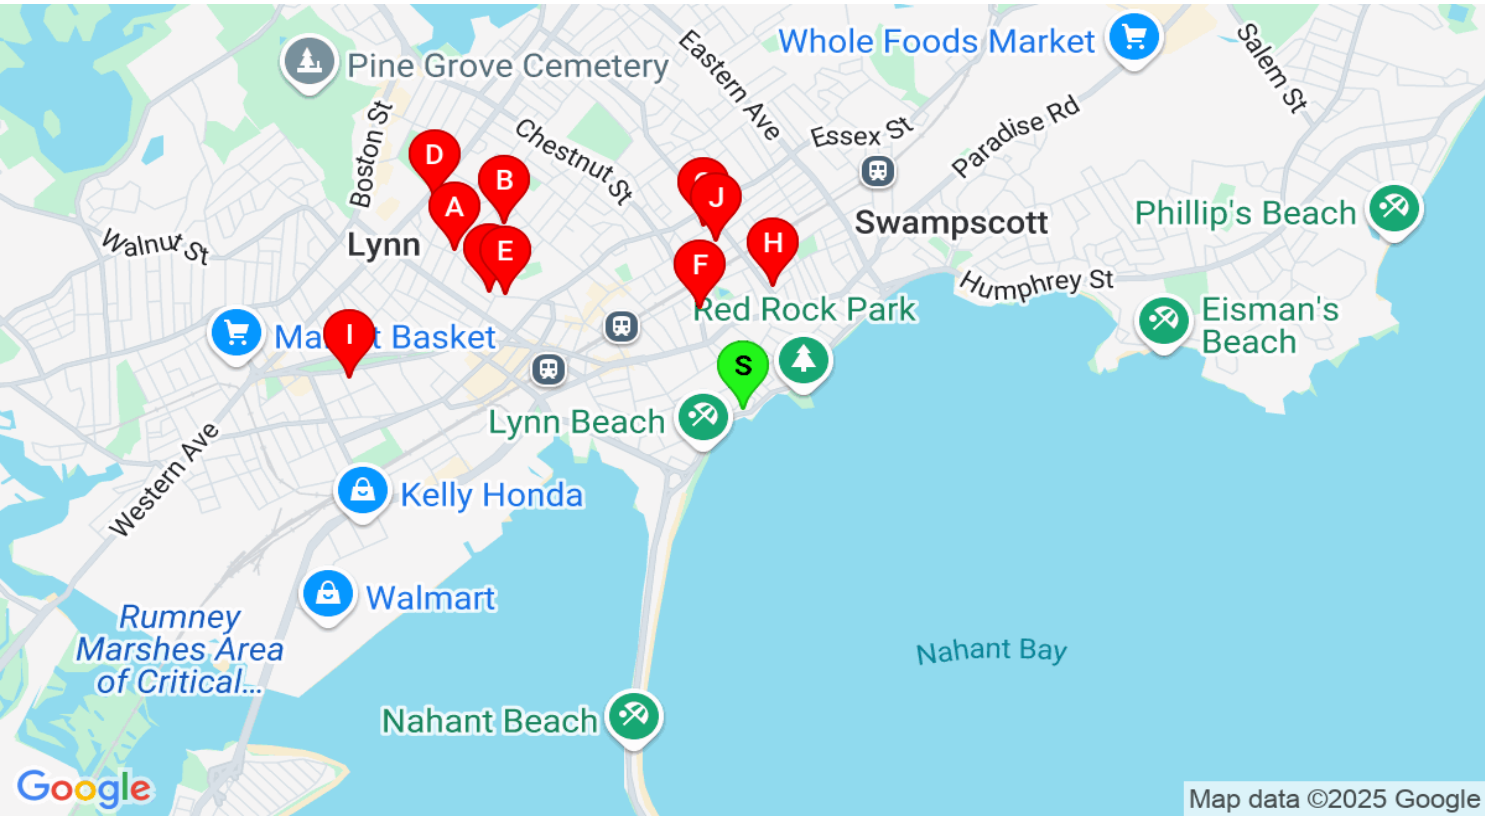 Whole Foods Market
Salem St
Pine Grove Cemetery
Eastern Ave
Boston St
Essex St
Paradise Rd
Chestnut St
D
B
A
J
Phillip's Beach
Swampscott
Walnut St
Lynn
E
F
H
Humphrey St
Red Rock Park
Eisman's
Beach
I
Market Basket
S
Lynn Beach
Western Ave
Kelly Honda
Walmart
Rumney
Marshes Area
of Critical...
Nahant Bay
Nahant Beach
Google
Map data ©2025 Google